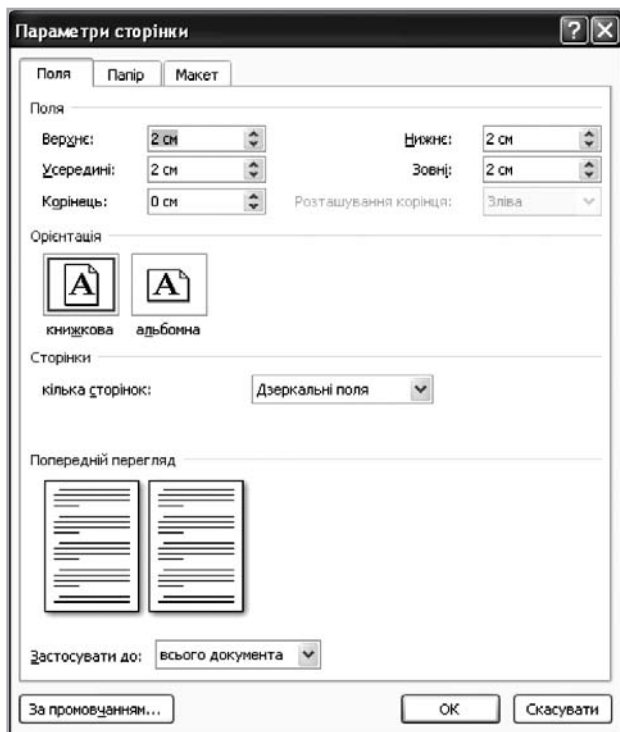 Параметри сторінки
Поля Папір Макет
Поля
Верхнє: 2 см Нижнє: 2 см
Усередині: 2 см Зовні: 2 см
Корінець: 0 см Розташування корінця: Зліва
Орієнтація
A A
книжкова альбомна
Сторінки
кілька сторінок: Дзеркальні поля
Попередній перегляд
Застосувати до: всього документа
За промовчанням... ОК Скасувати